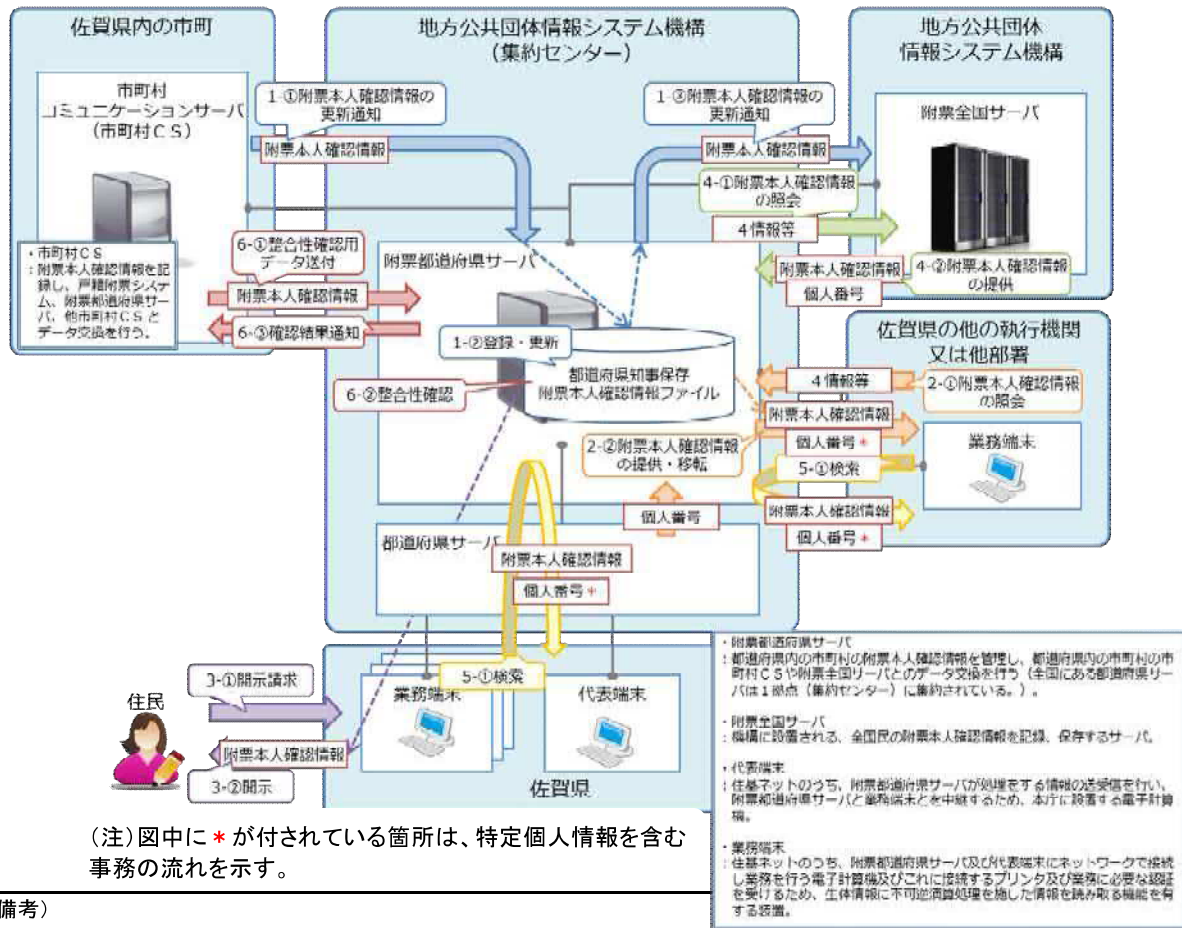 佐賀県内の市町
市町村
コミュニケーションサーバ
（市町村ＣＳ）
・市町村ＣＳ
：附票本人確認情報を記
録し、戸籍附票システ
ム、附票都道府県サー
バ、他市町村ＣＳと
データ交換を行う。
地方公共団体情報システム機構
（集約センター）
1-①附票本人確認情報の
更新通知
附票本人確認情報
1-③附票本人確認情報の
更新通知
附票本人確認情報
地方公共団体
情報システム機構
附票全国サーバ
4-①附票本人確認情報
の照会
4情報等
附票本人確認情報
個人番号
4-②附票本人確認情報
の提供
6-①整合性確認用
データ送付
附票本人確認情報
6-③確認結果通知
附票都道府県サーバ
1-②登録・更新
都道府県知事保存
附票本人確認情報ファイル
6-②整合性確認
佐賀県の他の執行機関
又は他部署
4情報等
2-①附票本人確認情報
の照会
附票本人確認情報
個人番号＊
2-②附票本人確認情報
の提供・移転
業務端末
5-①検索
附票本人確認情報
個人番号＊
個人番号
都道府県サーバ
附票本人確認情報
個人番号＊
5-①検索
業務端末
代表端末
佐賀県
住民
3-①開示請求
附票本人確認情報
3-②開示
・附票都道府県サーバ
：都道府県内の市町村の附票本人確認情報を管理し、都道府県内の市町村の市
町村ＣＳや附票全国サーバとのデータ交換を行う（全国にある都道府県サー
バは１拠点（集約センター）に集約されている。）。
・附票全国サーバ
：機構に設置される、全国民の附票本人確認情報を記録、保存するサーバ。
・代表端末
：住基ネットのうち、附票都道府県サーバが処理をする情報の送受信を行い、
附票都道府県サーバと業務端末とを中継するため、本庁に設置する電子計算
機。
・業務端末
：住基ネットのうち、附票都道府県サーバ及び代表端末にネットワークで接続
し業務を行う電子計算機及びこれに接続するプリンタ及び業務に必要な認証
を受けるため、生体情報に不可逆演算処理を施した情報を読み取る機能を有
する装置。
（注）図中に＊が付されている箇所は、特定個人情報を含む
事務の流れを示す。
備考）